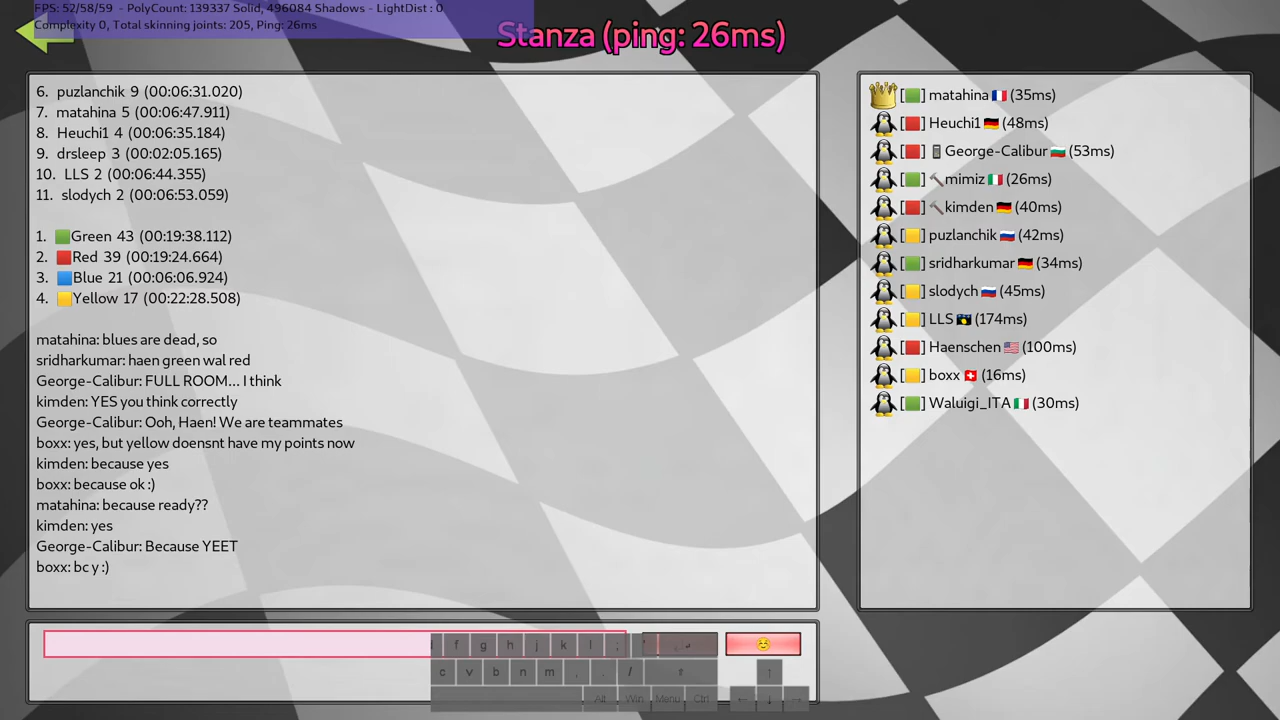 FPS: 52/58/59 - PolyCount: 139337 Solid, 496084 Shadows - LightDist : 0
Complexity 0, Total skinning joints: 205, Ping: 26ms
Stanza (ping: 26ms)
6. puzlanchik 9 (00:06:31.020)
7. matahina 5 (00:06:47.911)
8. Heuchi1 4 (00:06:35.184)
9. drsleep 3 (00:02:05.165)
10. LLS 2 (00:06:44.355)
11. slodych 2 (00:06:53.059)
1. 🟩Green 43 (00:19:38.112)
2. 🟥Red 39 (00:19:24.664)
3. 🟦Blue 21 (00:06:06.924)
4. 🟨Yellow 17 (00:22:28.508)
matahina: blues are dead, so
sridharkumar: haen green wal red
George-Calibur: FULL ROOM... I think
kimden: YES you think correctly
George-Calibur: Ooh, Haen! We are teammates
boxx: yes, but yellow doensnt have my points now
kimden: because yes
boxx: because ok :)
matahina: because ready??
kimden: yes
George-Calibur: Because YEET
boxx: bc y :)
[🟩] matahina 🇫🇷 (35ms)
[🟥] Heuchi1 🇩🇪 (48ms)
[🟥] 📱George-Calibur 🇧🇬 (53ms)
[🟩] 🔨mimiz 🇮🇹 (26ms)
[🟥] 🔨kimden 🇩🇪 (40ms)
[🟨] puzlanchik 🇷🇺 (42ms)
[🟩] sridharkumar 🇩🇪 (34ms)
[🟨] slodych 🇷🇺 (45ms)
[🟨] LLS 🇬🇵 (174ms)
[🟥] Haenschen 🇺🇸 (100ms)
[🟨] boxx 🇨🇭 (16ms)
[🟩] Waluigi_ITA 🇮🇹 (30ms)
f g h j k l ; '
c v b n m , . /
Alt Win Menu Ctrl